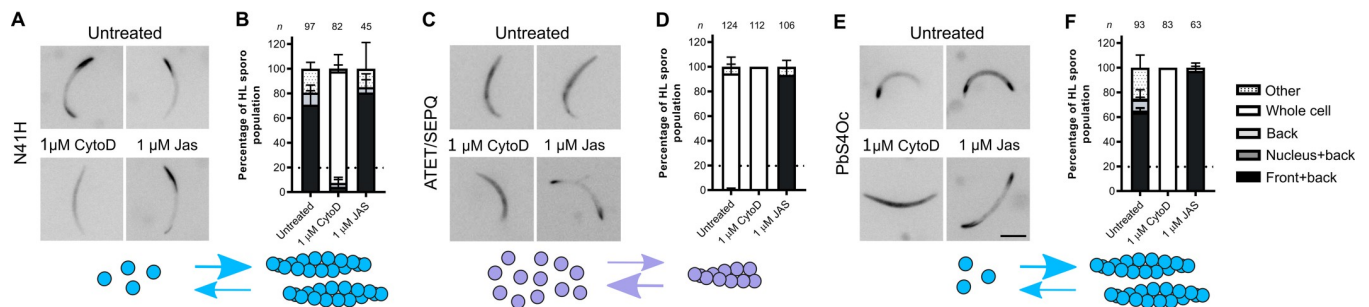 A
Untreated
N41H
1μM CytoD
1 μM Jas
B
n 97 82 45
Percentage of HL sporo
population
120
100
80
60
40
20
0
Untreated
1 μM CytoD
1 μM JAS
C
Untreated
ATET/SEPQ
1 μM CytoD
1 μM Jas
D
n 124 112 106
Percentage of HL sporo
population
120
100
80
60
40
20
0
Untreated
1 μM CytoD
1 μM JAS
E
Untreated
PbS4Oc
1 μM CytoD
1 μM Jas
F
n 93 83 63
Percentage of HL sporo
population
120
100
80
60
40
20
0
Untreated
1 μM CytoD
1 μM JAS
Other
Whole cell
Back
Nucleus+back
Front+back